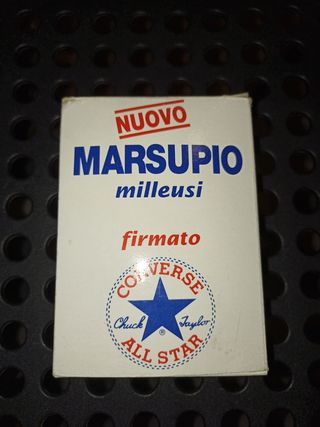 NUOVO
MARSUPIO
milleusi
firmato
CONVERSE
Chuck Taylor
®
ALL STAR